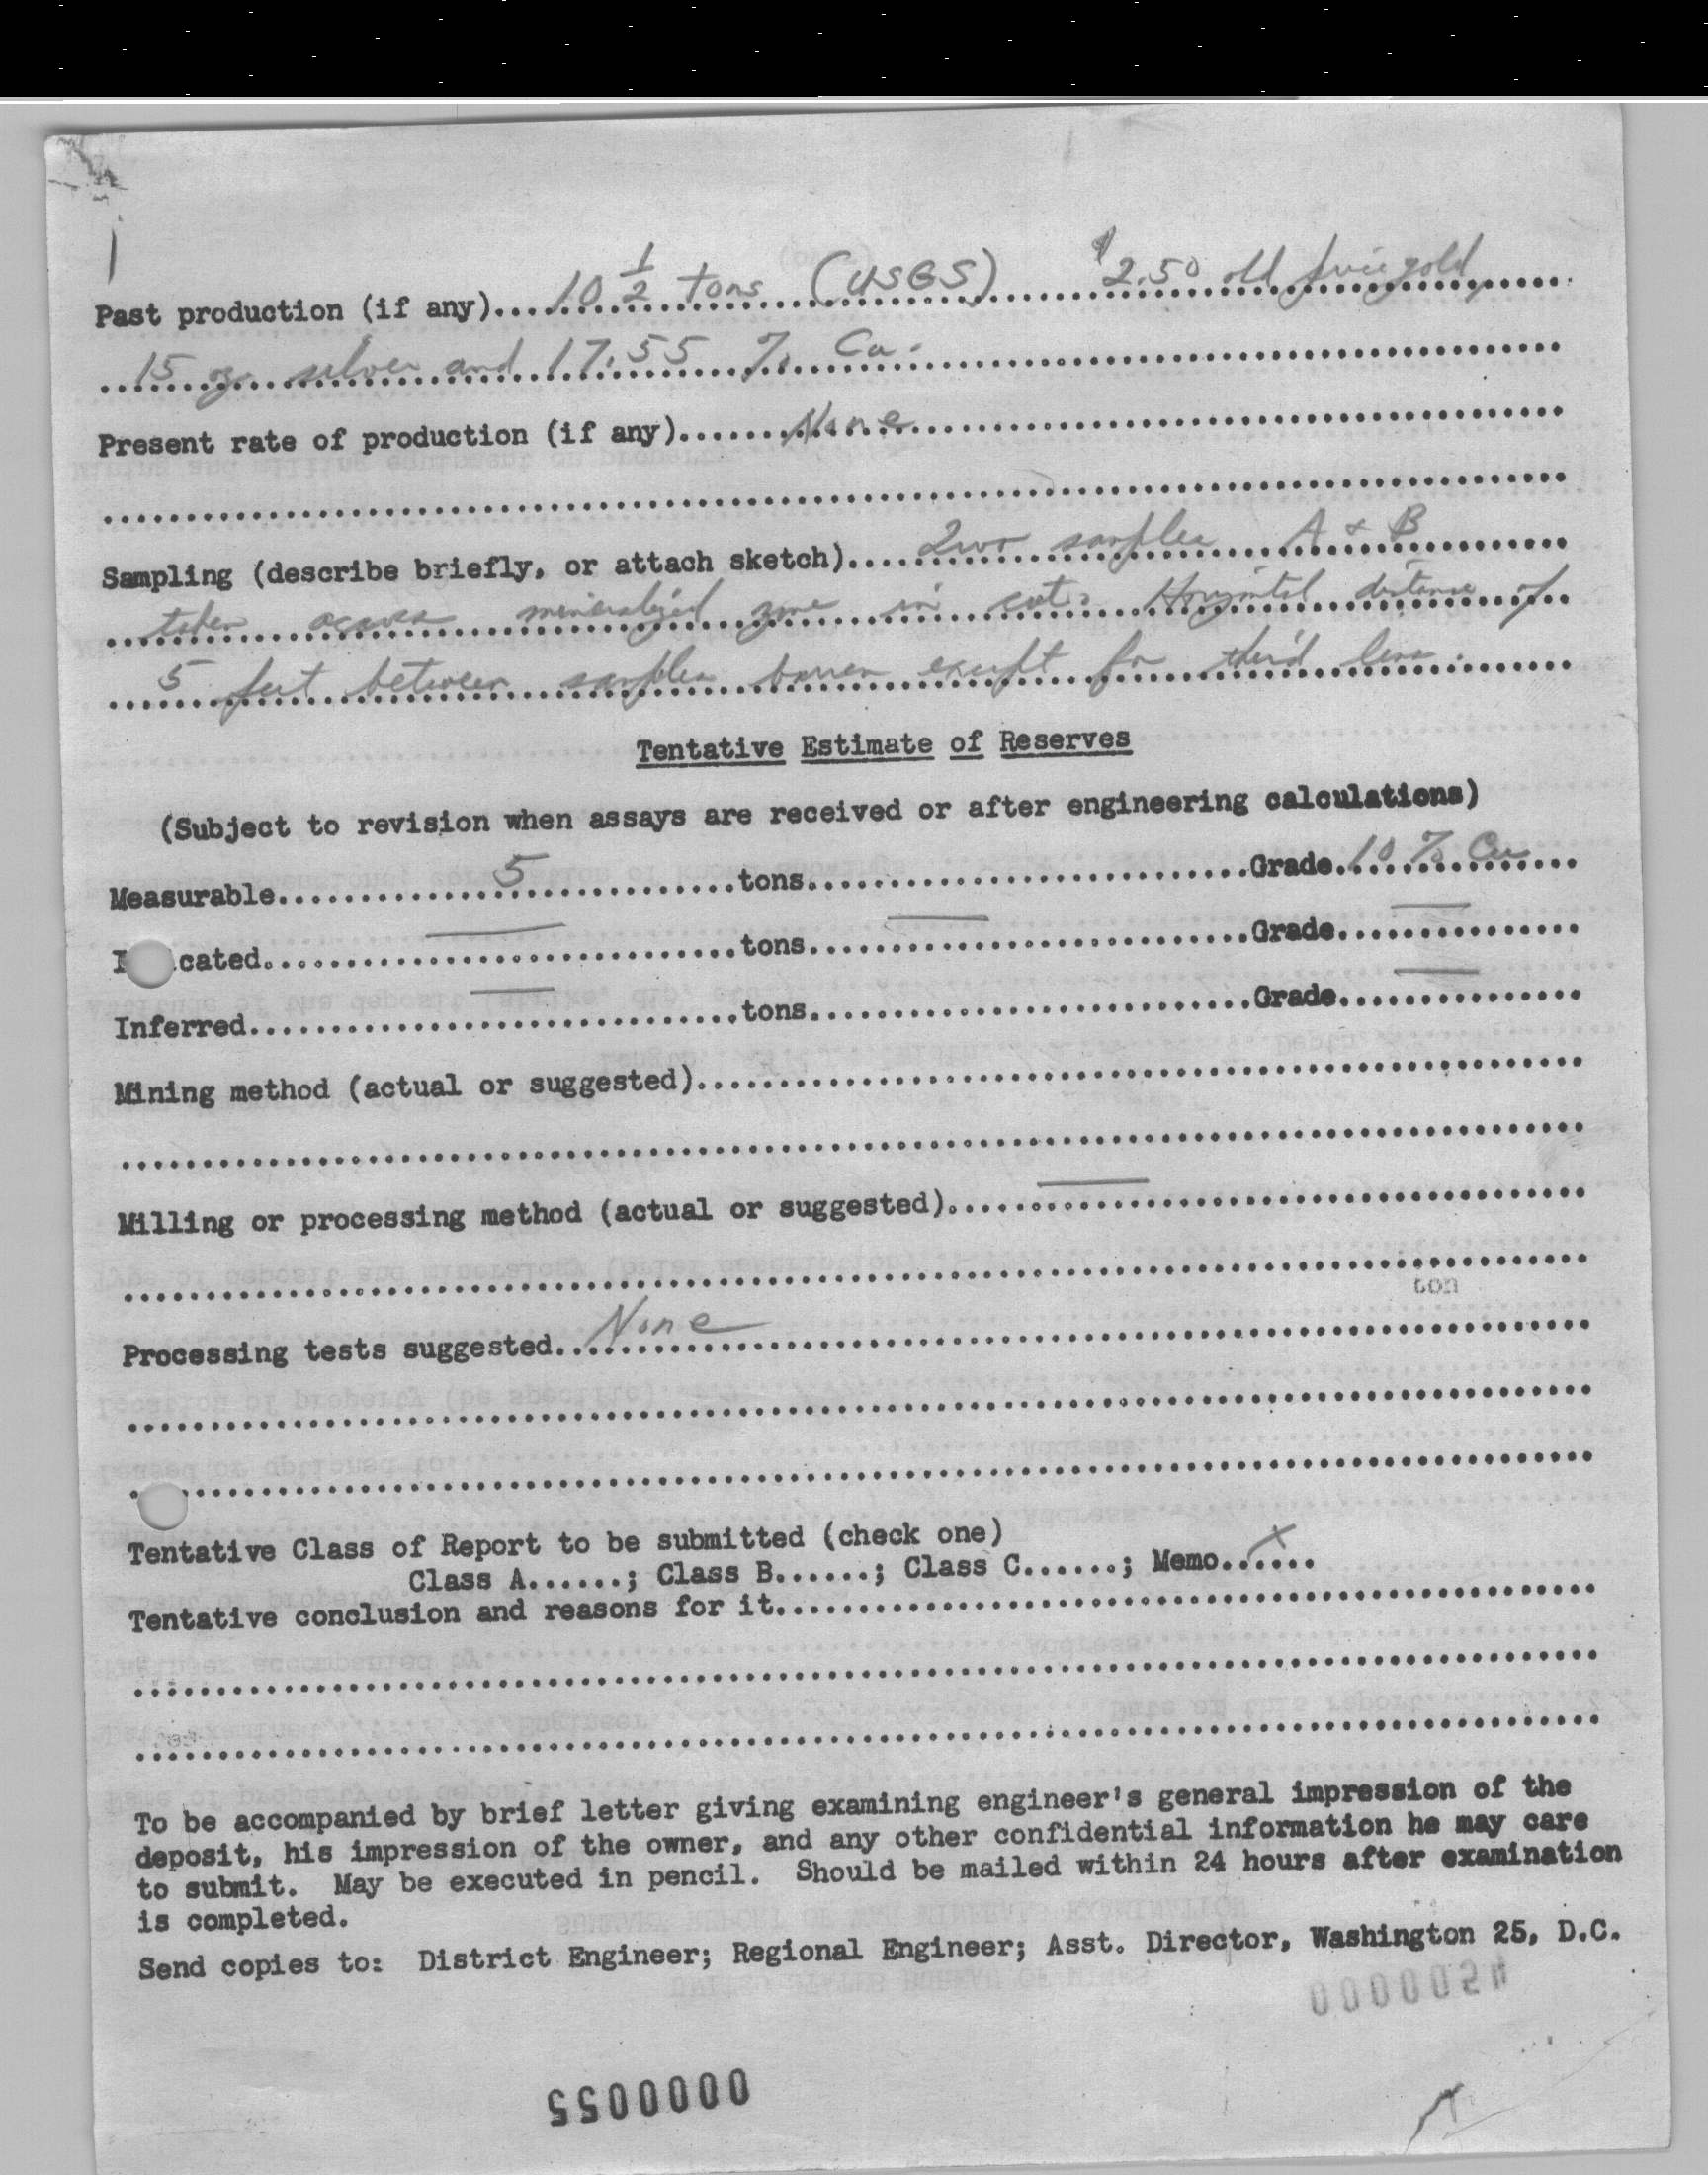 Past production (if any)....10 1/2 tons (USGS) $2.50 old price gold,
15 oz. silver and 17.55 % Cu.
Present rate of production (if any)....None
Sampling (describe briefly, or attach sketch)....Two samples A & B
taken across mineralized zone in cut. Horizontal distance of
5 feet between samples barren except for third lens.
Tentative Estimate of Reserves
(Subject to revision when assays are received or after engineering calculations)
Measurable....5....tons....Grade....10 % Cu
Indicated....—....tons....—....Grade....—
Inferred....—....tons....Grade....—
Mining method (actual or suggested)....
Milling or processing method (actual or suggested)....—
ton
Processing tests suggested....None
Tentative Class of Report to be submitted (check one)
Class A......; Class B......; Class C......; Memo...X...
Tentative conclusion and reasons for it....
To be accompanied by brief letter giving examining engineer's general impression of the
deposit, his impression of the owner, and any other confidential information he may care
to submit. May be executed in pencil. Should be mailed within 24 hours after examination
is completed.
Send copies to: District Engineer; Regional Engineer; Asst. Director, Washington 25, D.C.
0000055